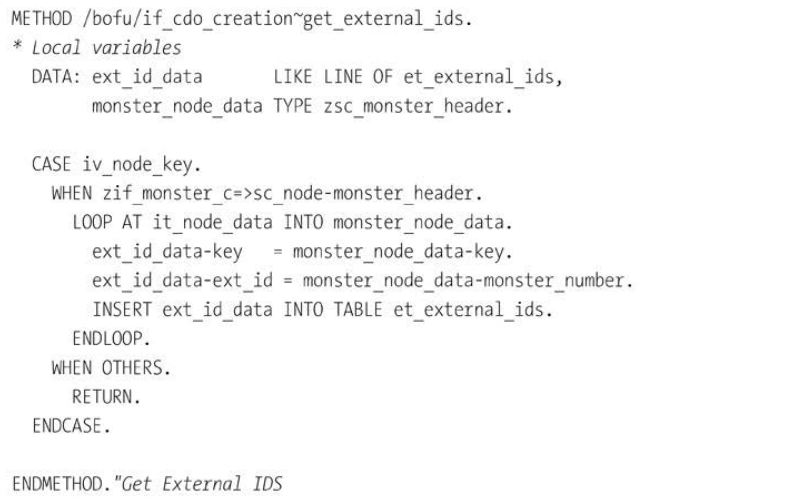 METHOD /bofu/if_cdo_creation~get_external_ids.
* Local variables
  DATA: ext_id_data       LIKE LINE OF et_external_ids,
        monster_node_data TYPE zsc_monster_header.

  CASE iv_node_key.
    WHEN zif_monster_c=>sc_node-monster_header.
      LOOP AT it_node_data INTO monster_node_data.
        ext_id_data-key    = monster_node_data-key.
        ext_id_data-ext_id = monster_node_data-monster_number.
        INSERT ext_id_data INTO TABLE et_external_ids.
      ENDLOOP.
    WHEN OTHERS.
      RETURN.
  ENDCASE.

ENDMETHOD."Get External IDS